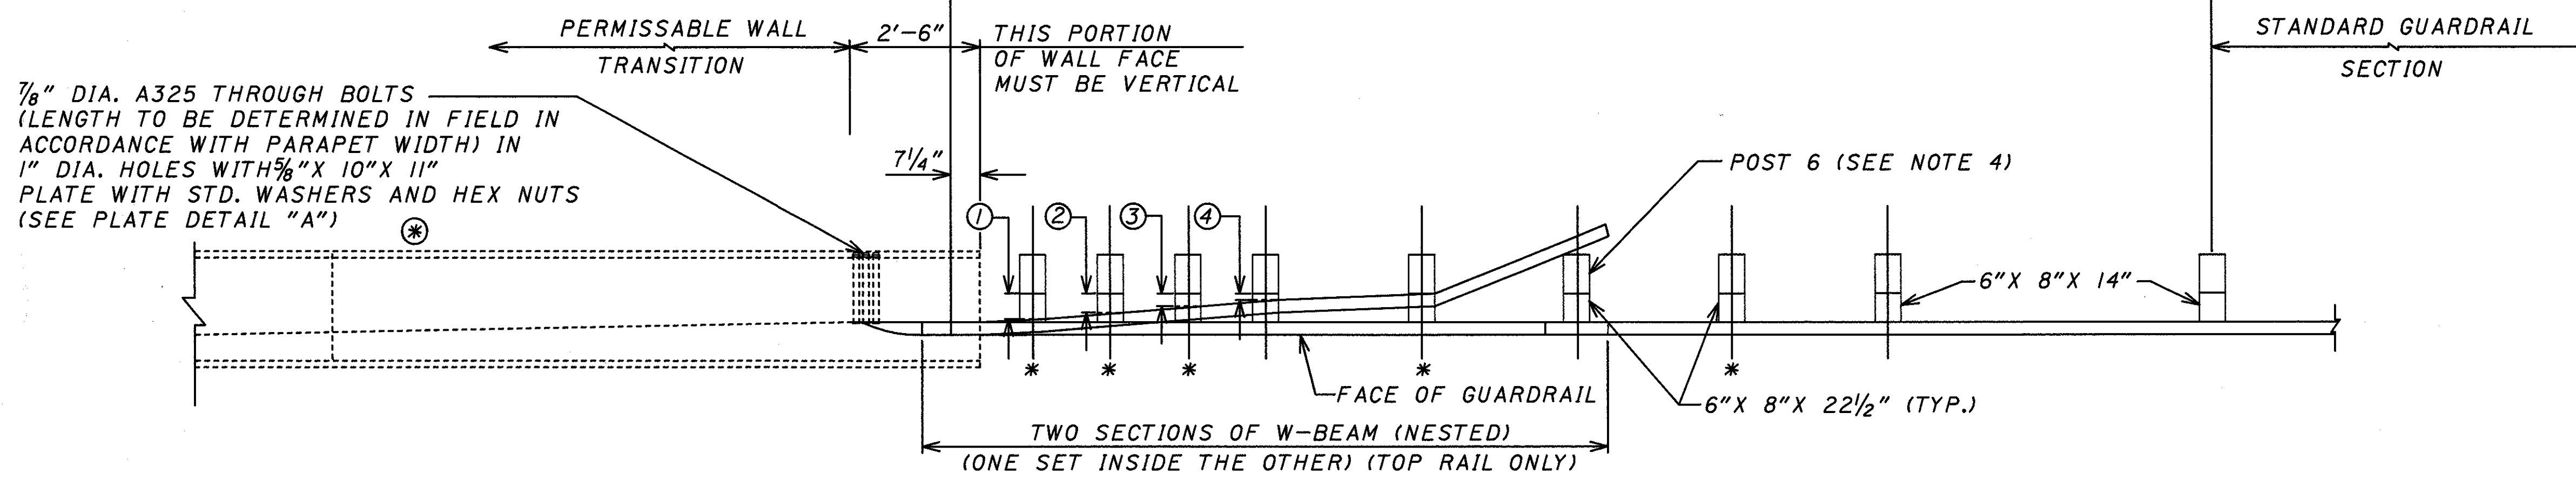 PERMISSABLE WALL
TRANSITION
2'-6"
THIS PORTION
OF WALL FACE
MUST BE VERTICAL
STANDARD GUARDRAIL
SECTION
7/8" DIA. A325 THROUGH BOLTS
(LENGTH TO BE DETERMINED IN FIELD IN
ACCORDANCE WITH PARAPET WIDTH) IN
1" DIA. HOLES WITH 5/8"X 10"X 11"
PLATE WITH STD. WASHERS AND HEX NUTS
(SEE PLATE DETAIL "A")
*
7 1/4"
POST 6 (SEE NOTE 4)
1 2 3 4
6"X 8"X 14"
* * * * *
FACE OF GUARDRAIL
6"X 8"X 22 1/2" (TYP.)
TWO SECTIONS OF W-BEAM (NESTED)
(ONE SET INSIDE THE OTHER) (TOP RAIL ONLY)